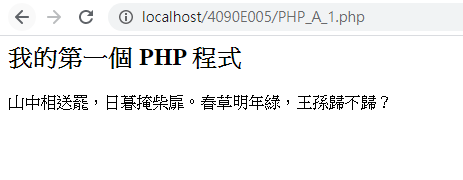 localhost/4090E005/PHP_A_1.php
我的第一個 PHP 程式
山中相送罷，日暮掩柴扉。春草明年綠，王孫歸不歸？